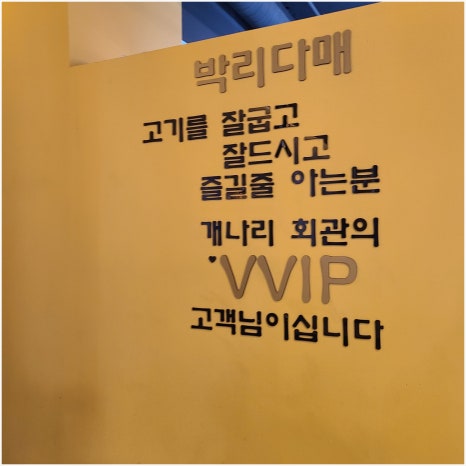 박리다매
고기를 잘굽고
잘드시고
즐길줄 아는분
개나리 회관의
♥VVIP
고객님이십니다